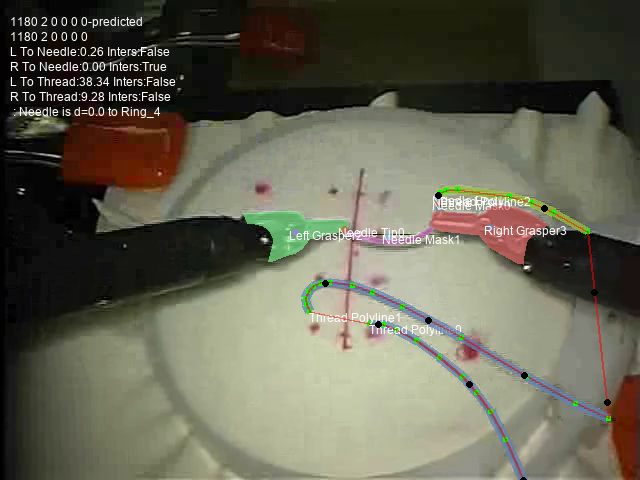 1180 2 0 0 0 0-predicted
1180 2 0 0 0 0
L To Needle:0.26 Inters:False
R To Needle:0.00 Inters:True
L To Thread:38.34 Inters:False
R To Thread:9.28 Inters:False
: Needle is d=0.0 to Ring_4
Polyline2
Right Grasper3
Left Grasper2
Needle Tip0
Needle Mask1
Thread Polyline1
Thread Polyline0